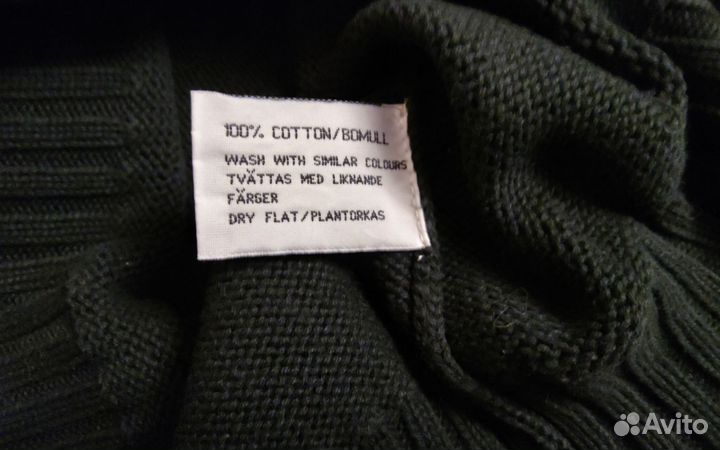 100% COTTON/BOMULL
WASH WITH SIMILAR COLOURS
TVÄTTAS MED LIKNANDE
FÄRGER
DRY FLAT/PLANTORKAS
Avito